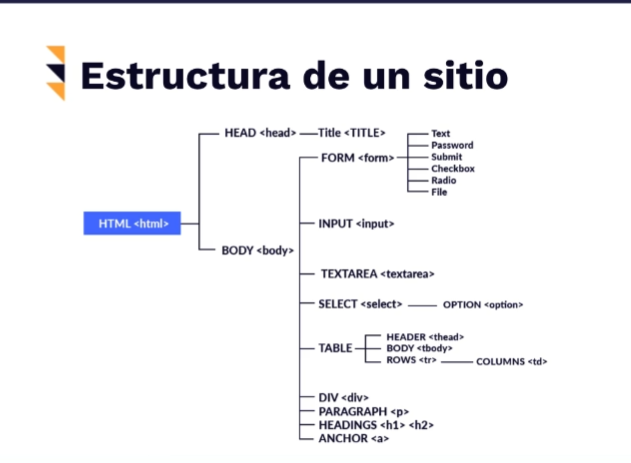 Estructura de un sitio
HEAD <head>
Title <TITLE>
FORM <form>
Text
Password
Submit
Checkbox
Radio
File
HTML <html>
INPUT <input>
BODY <body>
TEXTAREA <textarea>
SELECT <select>
OPTION <option>
TABLE
HEADER <thead>
BODY <tbody>
ROWS <tr>
COLUMNS <td>
DIV <div>
PARAGRAPH <p>
HEADINGS <h1> <h2>
ANCHOR <a>